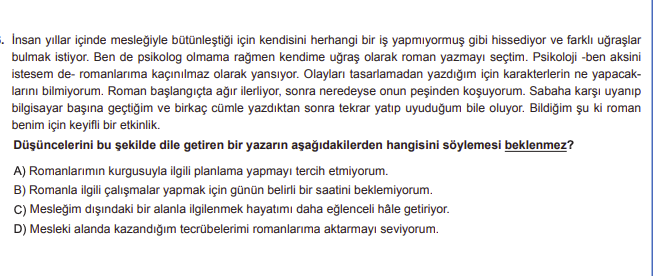 . İnsan yıllar içinde mesleğiyle bütünleştiği için kendisini herhangi bir iş yapmıyormuş gibi hissediyor ve farklı uğraşlar
bulmak istiyor. Ben de psikolog olmama rağmen kendime uğraş olarak roman yazmayı seçtim. Psikoloji -ben aksini
istesem de- romanlarıma kaçınılmaz olarak yansıyor. Olayları tasarlamadan yazdığım için karakterlerin ne yapacak-
larını bilmiyorum. Roman başlangıçta ağır ilerliyor, sonra neredeyse onun peşinden koşuyorum. Sabaha karşı uyanıp
bilgisayar başına geçtiğim ve birkaç cümle yazdıktan sonra tekrar yatıp uyuduğum bile oluyor. Bildiğim şu ki roman
benim için keyifli bir etkinlik.
Düşüncelerini bu şekilde dile getiren bir yazarın aşağıdakilerden hangisini söylemesi beklenmez?
A) Romanlarımın kurgusuyla ilgili planlama yapmayı tercih etmiyorum.
B) Romanla ilgili çalışmalar yapmak için günün belirli bir saatini beklemiyorum.
C) Mesleğim dışındaki bir alanla ilgilenmek hayatımı daha eğlenceli hâle getiriyor.
D) Mesleki alanda kazandığım tecrübelerimi romanlarıma aktarmayı seviyorum.